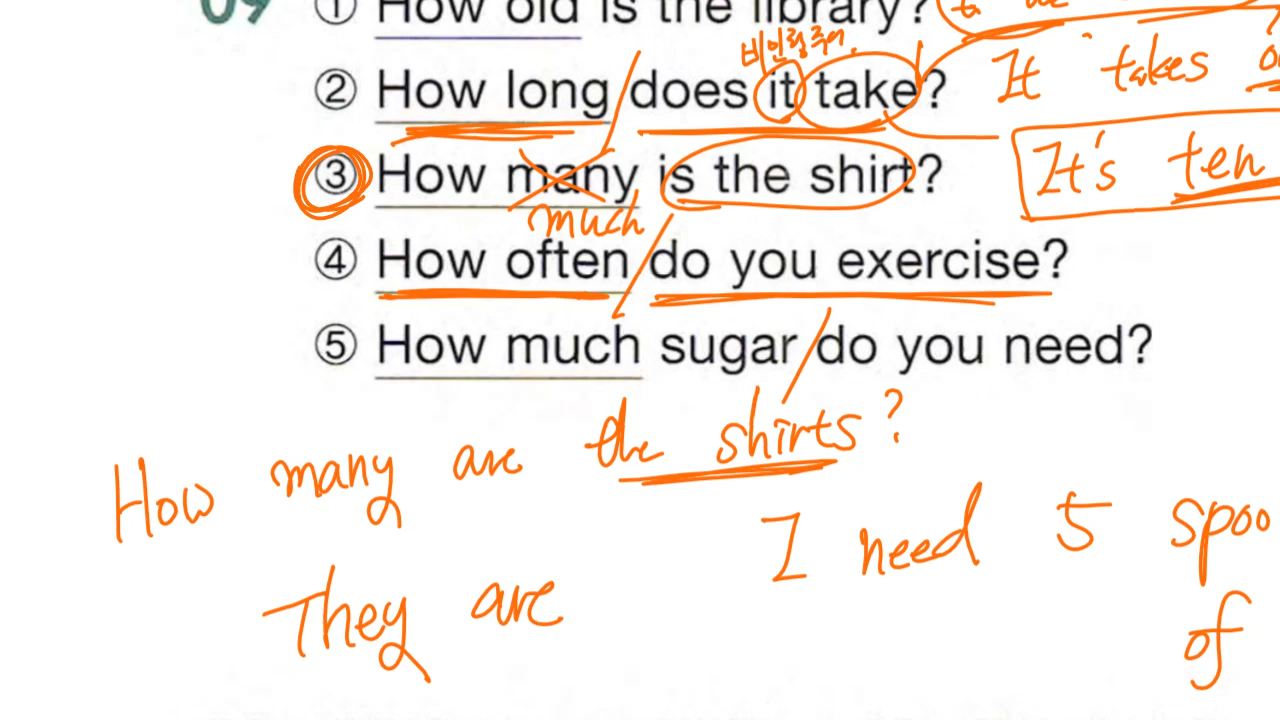 09 ① How old is the library?
비인칭주어.
② How long does it take?
It takes
③ How many is the shirt?
much
It's ten
④ How often do you exercise?
⑤ How much sugar do you need?
How many are the shirts?
I need 5
They are
of